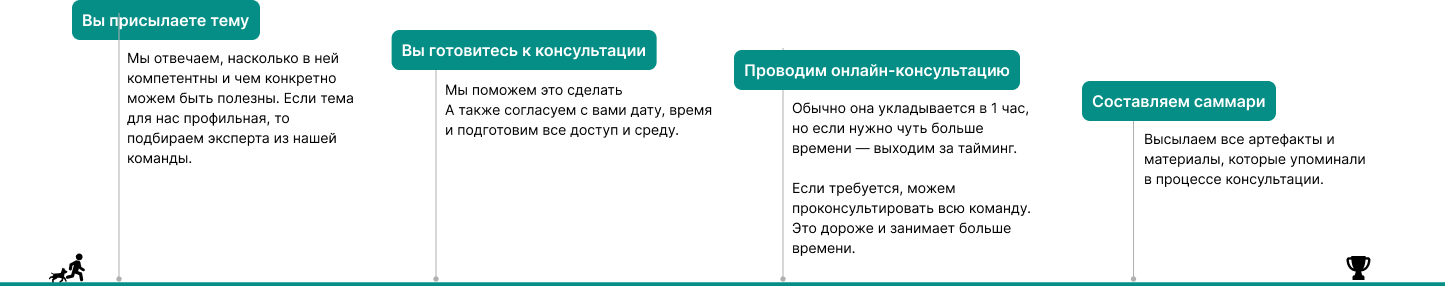 Вы присылаете тему
Мы отвечаем, насколько в ней
компетентны и чем конкретно
можем быть полезны. Если тема
для нас профильная, то
подбираем эксперта из нашей
команды.
Вы готовитесь к консультации
Мы поможем это сделать
А также согласуем с вами дату, время
и подготовим все доступ и среду.
Проводим онлайн-консультацию
Обычно она укладывается в 1 час,
но если нужно чуть больше
времени — выходим за тайминг.
Если требуется, можем
проконсультировать всю команду.
Это дороже и занимает больше
времени.
Составляем саммари
Высылаем все артефакты и
материалы, которые упоминали
в процессе консультации.